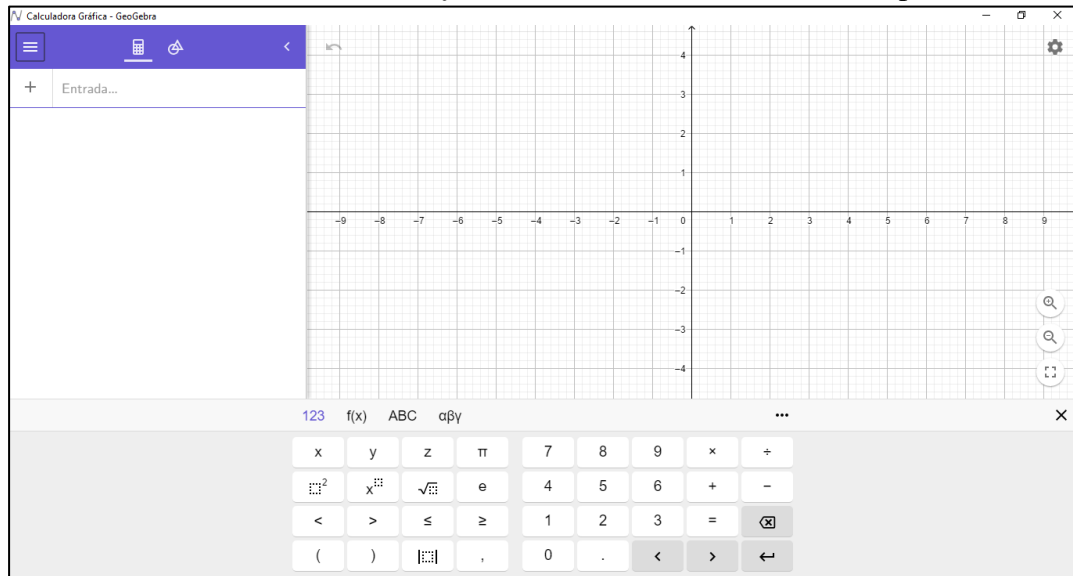 Calculadora Gráfica - GeoGebra
+ Entrada...
4
3
2
1
−9 −8 −7 −6 −5 −4 −3 −2 −1 0 1 2 3 4 5 6 7 8 9
−1
−2
−3
−4
123 f(x) ABC αβγ ...
x y z π 7 8 9 × ÷
² x √ e 4 5 6 + −
< > ≤ ≥ 1 2 3 =
( ) | | , 0 . < >